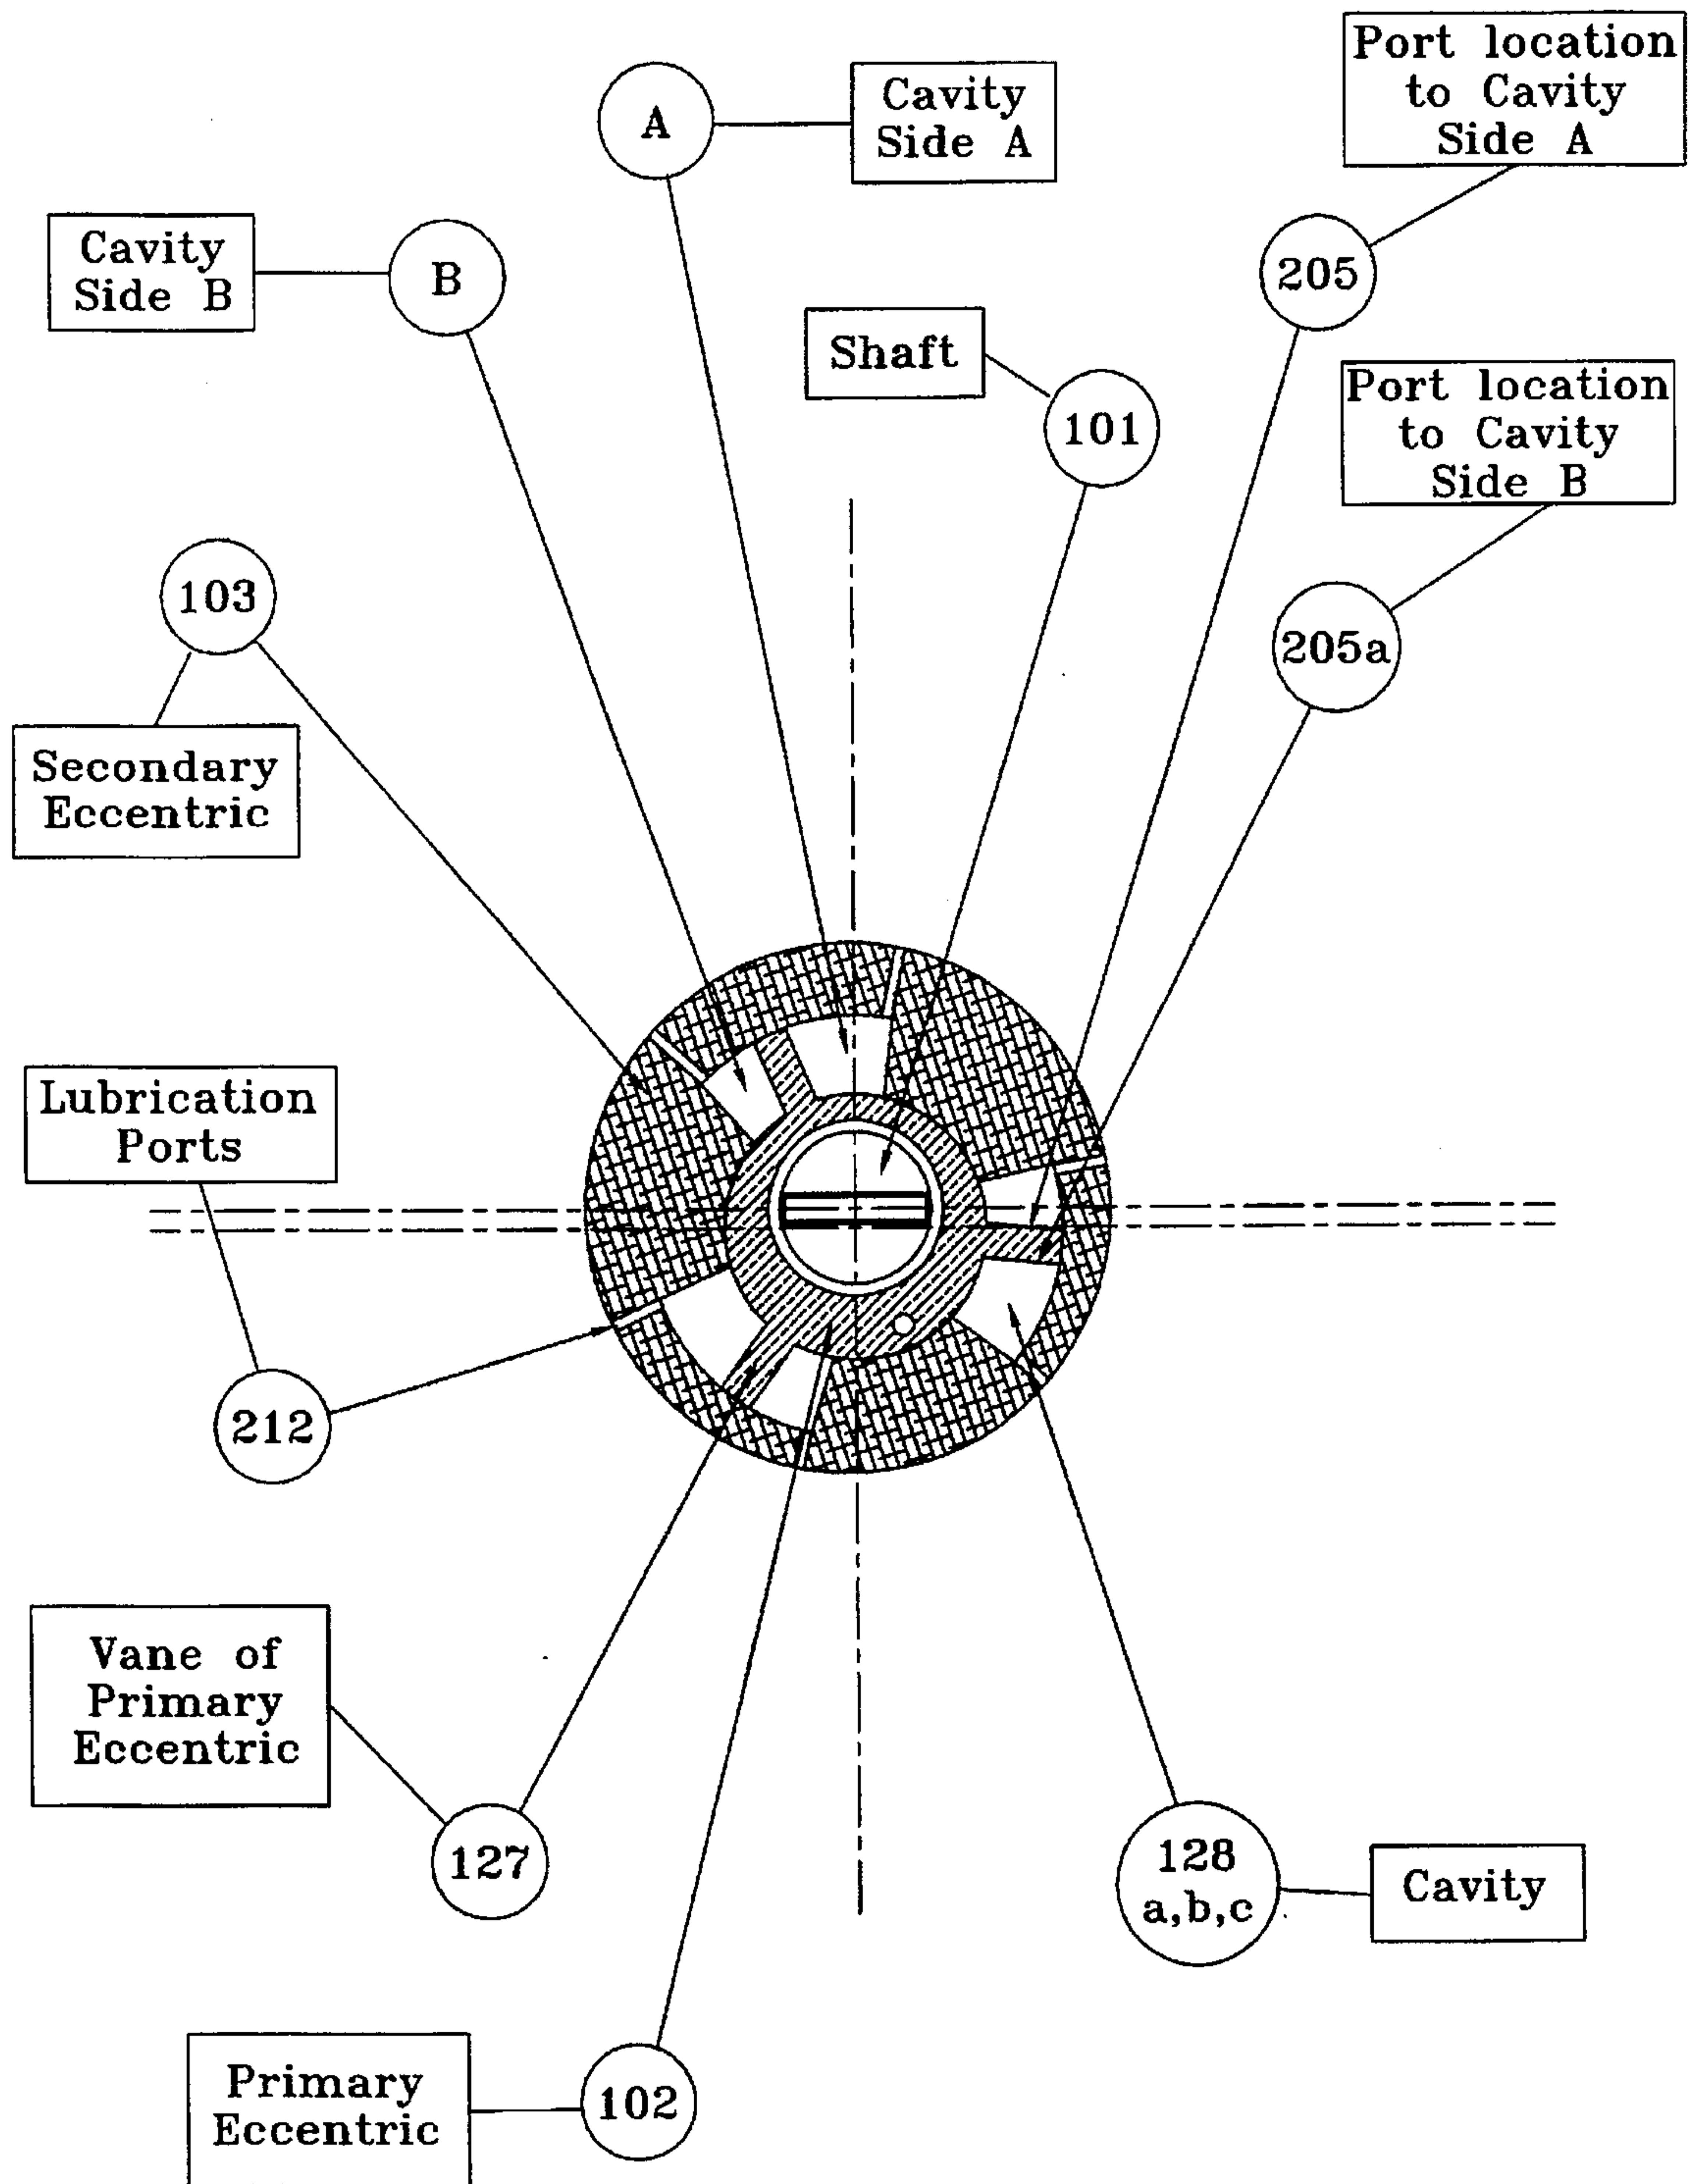 Port location
to Cavity
Side A
A
Cavity
Side A
Cavity
Side B
B
205
Shaft
101
Port location
to Cavity
Side B
103
205a
Secondary
Eccentric
Lubrication
Ports
212
Vane of
Primary
Eccentric
127
128
a,b,c
Cavity
Primary
Eccentric
102